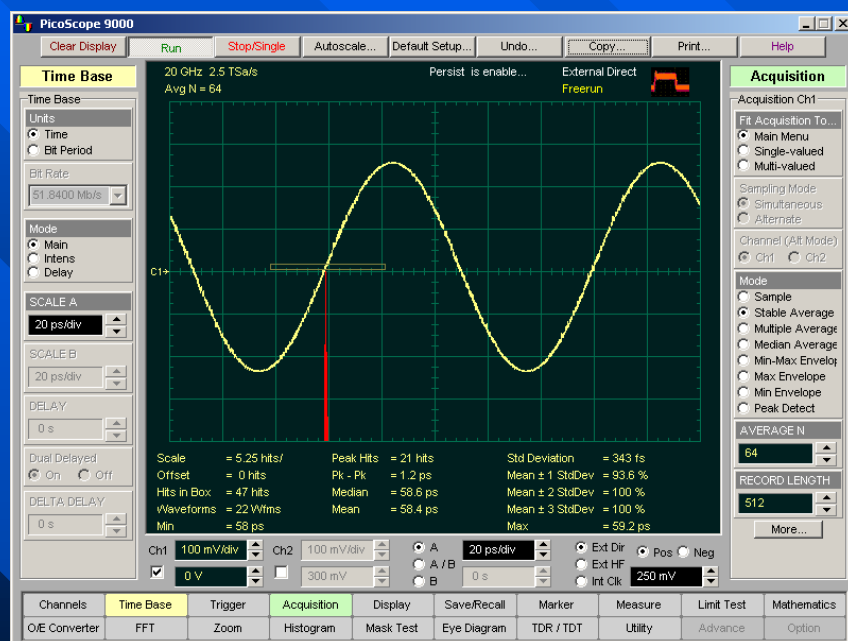 PicoScope 9000
Clear Display Run Stop/Single Autoscale... Default Setup... Undo... Copy... Print... Help
Time Base
Time Base
Units
Time
Bit Period
Bit Rate
51.8400 Mb/s
Mode
Main
Intens
Delay
SCALE A
20 ps/div
SCALE B
20 ps/div
DELAY
0 s
Dual Delayed
On Off
DELTA DELAY
0 s
20 GHz 2.5 TSa/s Persist is enable... External Direct
Avg N = 64 Freerun
C1
Scale = 5.25 hits/ Peak Hits = 21 hits Std Deviation = 343 fs
Offset = 0 hits Pk - Pk = 1.2 ps Mean ± 1 StdDev = 93.6 %
Hits in Box = 47 hits Median = 58.6 ps Mean ± 2 StdDev = 100 %
Waveforms = 22 Wfms Mean = 58.4 ps Mean ± 3 StdDev = 100 %
Min = 58 ps Max = 59.2 ps
Ch1 100 mV/div Ch2 100 mV/div A 20 ps/div Ext Dir Pos Neg
A / B Ext HF
0 V 300 mV B 0 s Int Clk 250 mV
Acquisition
Acquisition Ch1
Fit Acquisition To...
Main Menu
Single-valued
Multi-valued
Sampling Mode
Simultaneous
Alternate
Channel (Alt Mode)
Ch1 Ch2
Mode
Sample
Stable Average
Multiple Average
Median Average
Min-Max Envelop
Max Envelope
Min Envelope
Peak Detect
AVERAGE N
64
RECORD LENGTH
512
More...
Channels Time Base Trigger Acquisition Display Save/Recall Marker Measure Limit Test Mathematics
O/E Converter FFT Zoom Histogram Mask Test Eye Diagram TDR / TDT Utility Advance Option